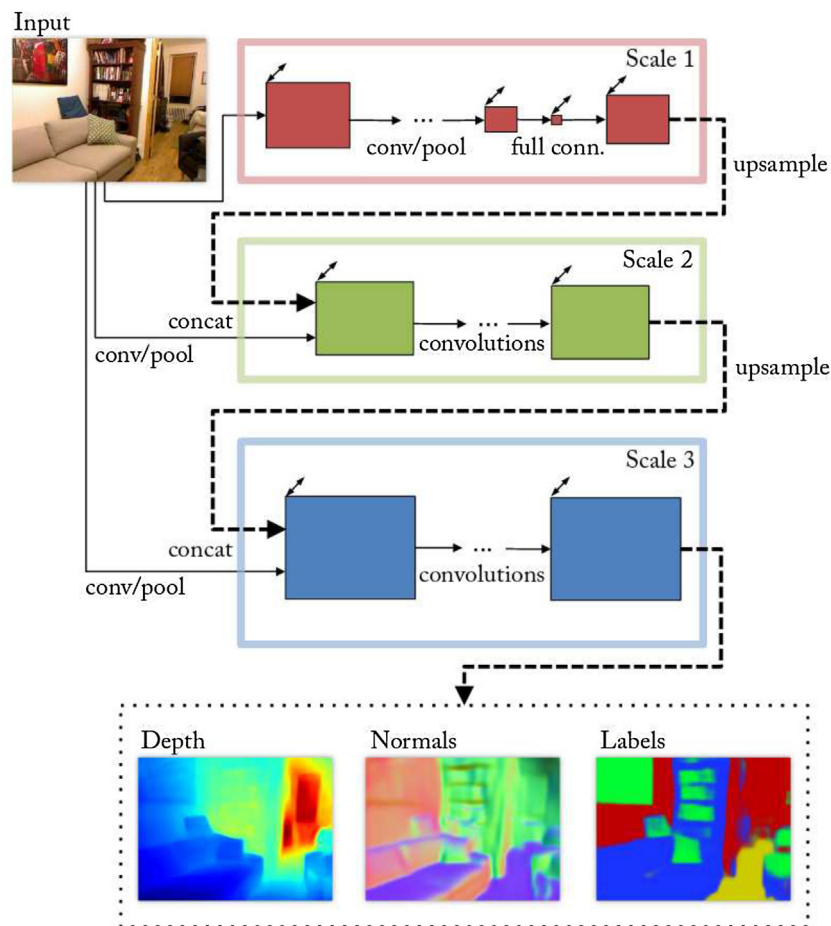 Input
Scale 1
...
conv/pool
full conn.
upsample
Scale 2
concat
conv/pool
...
convolutions
upsample
Scale 3
concat
conv/pool
...
convolutions
Depth
Normals
Labels